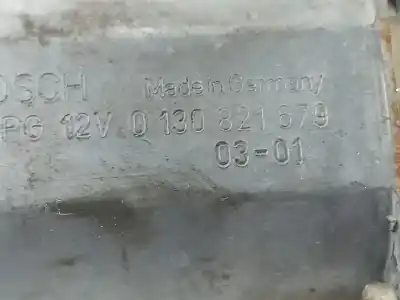 OSCH Made in Germany
PG 12V 0 130 821 679
03-01